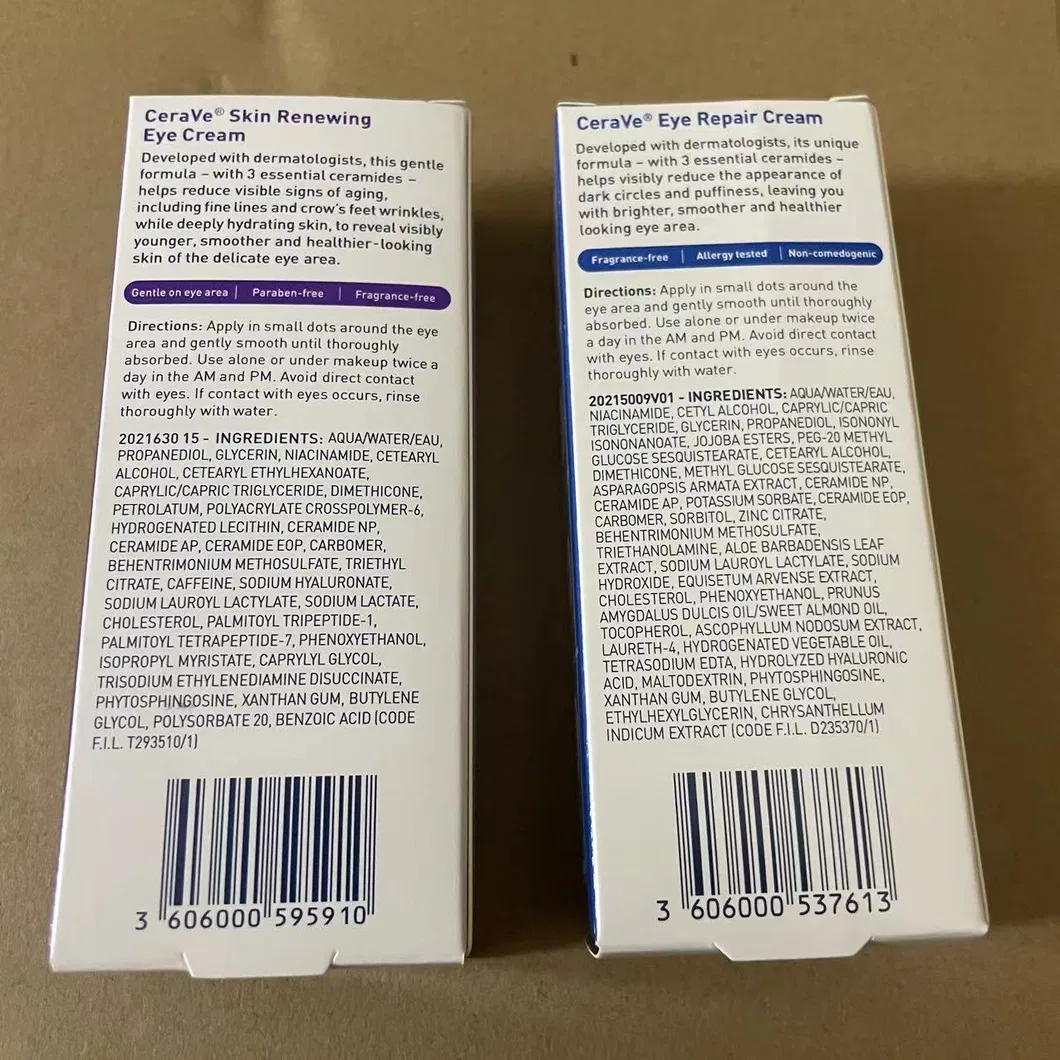 CeraVe® Skin Renewing
Eye Cream
Developed with dermatologists, this gentle
formula – with 3 essential ceramides –
helps reduce visible signs of aging,
including fine lines and crow's feet wrinkles,
while deeply hydrating skin, to reveal visibly
younger, smoother and healthier-looking
skin of the delicate eye area.
Gentle on eye area | Paraben-free | Fragrance-free
Directions: Apply in small dots around the eye
area and gently smooth until thoroughly
absorbed. Use alone or under makeup twice a
day in the AM and PM. Avoid direct contact
with eyes. If contact with eyes occurs, rinse
thoroughly with water.
2021630 15 - INGREDIENTS: AQUA/WATER/EAU,
PROPANEDIOL, GLYCERIN, NIACINAMIDE, CETEARYL
ALCOHOL, CETEARYL ETHYLHEXANOATE,
CAPRYLIC/CAPRIC TRIGLYCERIDE, DIMETHICONE,
PETROLATUM, POLYACRYLATE CROSSPOLYMER-6,
HYDROGENATED LECITHIN, CERAMIDE NP,
CERAMIDE AP, CERAMIDE EOP, CARBOMER,
BEHENTRIMONIUM METHOSULFATE, TRIETHYL
CITRATE, CAFFEINE, SODIUM HYALURONATE,
SODIUM LAUROYL LACTYLATE, SODIUM LACTATE,
CHOLESTEROL, PALMITOYL TRIPEPTIDE-1,
PALMITOYL TETRAPEPTIDE-7, PHENOXYETHANOL,
ISOPROPYL MYRISTATE, CAPRYLYL GLYCOL,
TRISODIUM ETHYLENEDIAMINE DISUCCINATE,
PHYTOSPHINGOSINE, XANTHAN GUM, BUTYLENE
GLYCOL, POLYSORBATE 20, BENZOIC ACID (CODE
F.I.L. T293510/1)
3 606000 595910
CeraVe® Eye Repair Cream
Developed with dermatologists, its unique
formula – with 3 essential ceramides –
helps visibly reduce the appearance of
dark circles and puffiness, leaving you
with brighter, smoother and healthier
looking eye area.
Fragrance-free | Allergy tested | Non-comedogenic
Directions: Apply in small dots around the
eye area and gently smooth until thoroughly
absorbed. Use alone or under makeup twice
a day in the AM and PM. Avoid direct contact
with eyes. If contact with eyes occurs, rinse
thoroughly with water.
20215009V01 - INGREDIENTS: AQUA/WATER/EAU,
NIACINAMIDE, CETYL ALCOHOL, CAPRYLIC/CAPRIC
TRIGLYCERIDE, GLYCERIN, PROPANEDIOL, ISONONYL
ISONONANOATE, JOJOBA ESTERS, PEG-20 METHYL
GLUCOSE SESQUISTEARATE, CETEARYL ALCOHOL,
DIMETHICONE, METHYL GLUCOSE SESQUISTEARATE,
ASPARAGOPSIS ARMATA EXTRACT, CERAMIDE NP,
CERAMIDE AP, POTASSIUM SORBATE, CERAMIDE EOP,
CARBOMER, SORBITOL, ZINC CITRATE,
BEHENTRIMONIUM METHOSULFATE,
TRIETHANOLAMINE, ALOE BARBADENSIS LEAF
EXTRACT, SODIUM LAUROYL LACTYLATE, SODIUM
HYDROXIDE, EQUISETUM ARVENSE EXTRACT,
CHOLESTEROL, PHENOXYETHANOL, PRUNUS
AMYGDALUS DULCIS OIL/SWEET ALMOND OIL,
TOCOPHEROL, ASCOPHYLLUM NODOSUM EXTRACT,
LAURETH-4, HYDROGENATED VEGETABLE OIL,
TETRASODIUM EDTA, HYDROLYZED HYALURONIC
ACID, MALTODEXTRIN, PHYTOSPHINGOSINE,
XANTHAN GUM, BUTYLENE GLYCOL,
ETHYLHEXYLGLYCERIN, CHRYSANTHELLUM
INDICUM EXTRACT (CODE F.I.L. D235370/1)
3 606000 537613